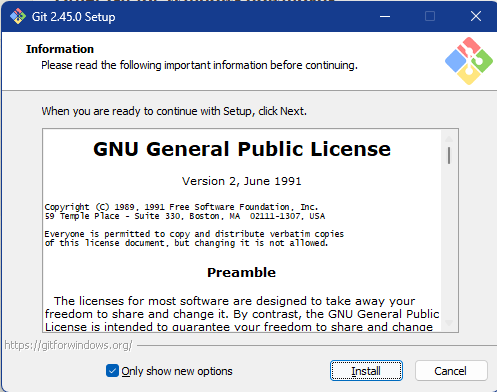 Git 2.45.0 Setup
Information
Please read the following important information before continuing.
When you are ready to continue with Setup, click Next.
GNU General Public License
Version 2, June 1991
Copyright (C) 1989, 1991 Free Software Foundation, Inc.
59 Temple Place - Suite 330, Boston, MA  02111-1307, USA
Everyone is permitted to copy and distribute verbatim copies
of this license document, but changing it is not allowed.
Preamble
The licenses for most software are designed to take away your
freedom to share and change it. By contrast, the GNU General Public
License is intended to guarantee your freedom to share and change
https://gitforwindows.org/
Only show new options
Install
Cancel